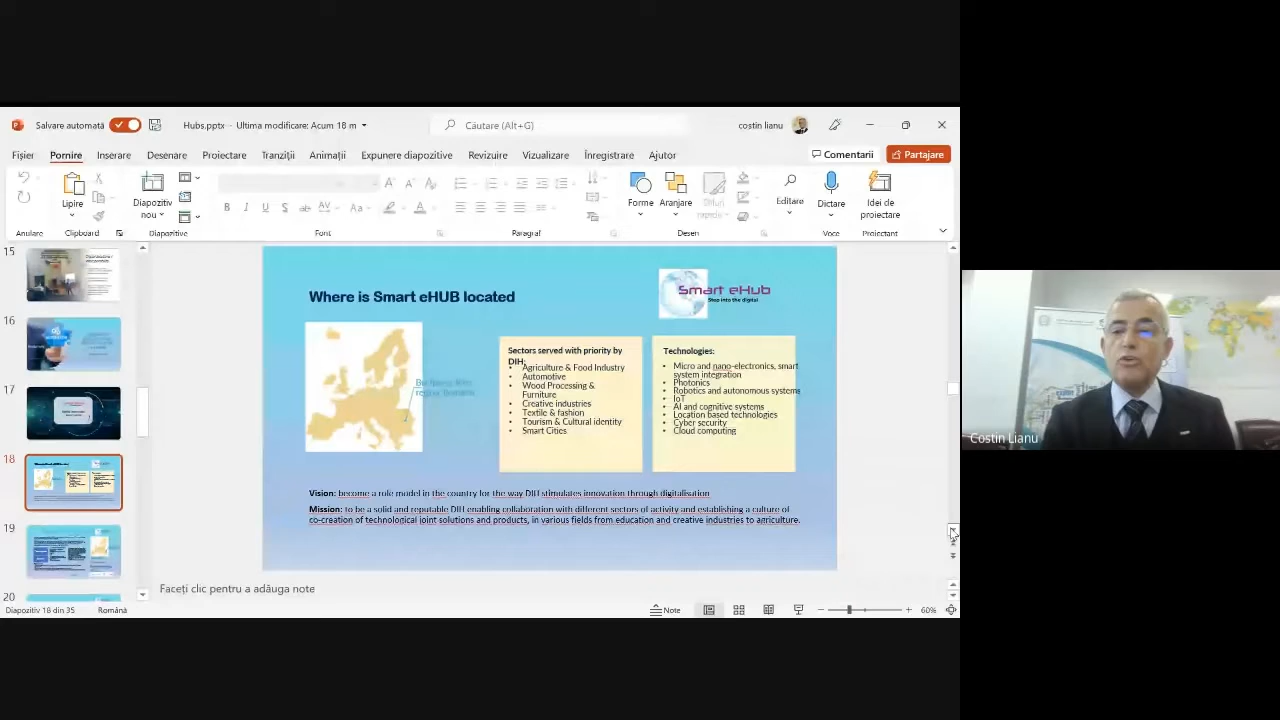 Salvare automată
Hubs.pptx – Ultima modificare: Acum 18 m
Căutare (Alt+G)
costin lianu
Fișier Pornire Inserare Desenare Proiectare Tranziții Animații Expunere diapozitive Revizuire Vizualizare Înregistrare Ajutor
Comentarii
Partajare
Lipire
Diapozitiv
nou
B I U S ab AV Aa A
Forme
Aranjare
Stiluri
rapide
Editare
Dictare
Idei de
proiectare
Anulare
Clipboard
Diapozitive
Font
Paragraf
Desen
Voce
Proiectant
15
16
17
18
19
20
Where is Smart eHUB located
Smart eHub
Step into the digital
Sectors served with priority by
DIH:
• Agriculture & Food Industry
• Automotive
• Wood Processing &
Furniture
• Creative industries
• Textile & fashion
• Tourism & Cultural identity
• Smart Cities
Technologies:
• Micro and nano-electronics, smart
system integration
• Photonics
• Robotics and autonomous systems
• IoT
• AI and cognitive systems
• Location based technologies
• Cyber security
• Cloud computing
Vision: become a role model in the country for the way DIH stimulates innovation through digitalisation
Mission: to be a solid and reputable DIH enabling collaboration with different sectors of activity and establishing a culture of
co-creation of technological joint solutions and products, in various fields from education and creative industries to agriculture.
Faceți clic pentru a adăuga note
Diapozitiv 18 din 35
Română
Note
60%
Costin Lianu